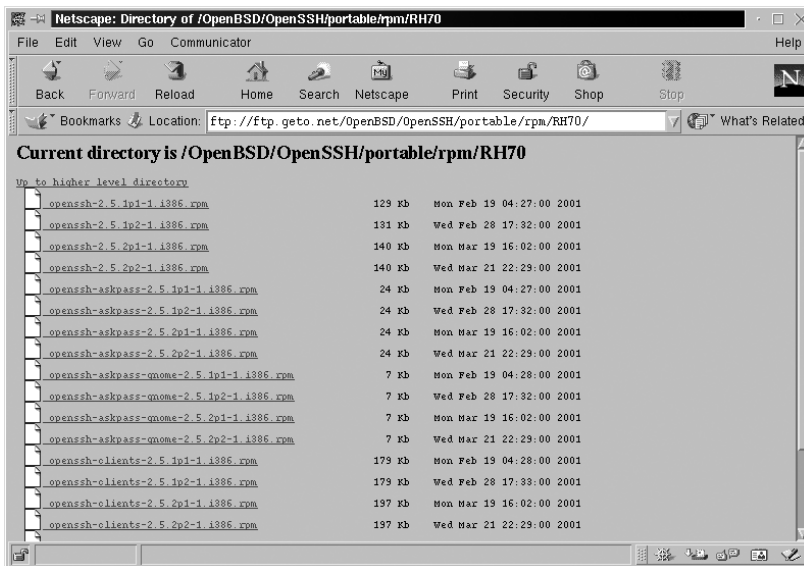 Netscape: Directory of /OpenBSD/OpenSSH/portable/rpm/RH70
File Edit View Go Communicator Help
Back Forward Reload Home Search Netscape Print Security Shop Stop
My
N
Bookmarks Location: ftp://ftp.geto.net/OpenBSD/OpenSSH/portable/rpm/RH70/ What's Related
Current directory is /OpenBSD/OpenSSH/portable/rpm/RH70
Up to higher level directory
openssh-2.5.1p1-1.i386.rpm 129 Kb Mon Feb 19 04:27:00 2001
openssh-2.5.1p2-1.i386.rpm 131 Kb Wed Feb 28 17:32:00 2001
openssh-2.5.2p1-1.i386.rpm 140 Kb Mon Mar 19 16:02:00 2001
openssh-2.5.2p2-1.i386.rpm 140 Kb Wed Mar 21 22:29:00 2001
openssh-askpass-2.5.1p1-1.i386.rpm 24 Kb Mon Feb 19 04:27:00 2001
openssh-askpass-2.5.1p2-1.i386.rpm 24 Kb Wed Feb 28 17:32:00 2001
openssh-askpass-2.5.2p1-1.i386.rpm 24 Kb Mon Mar 19 16:02:00 2001
openssh-askpass-2.5.2p2-1.i386.rpm 24 Kb Wed Mar 21 22:29:00 2001
openssh-askpass-gnome-2.5.1p1-1.i386.rpm 7 Kb Mon Feb 19 04:28:00 2001
openssh-askpass-gnome-2.5.1p2-1.i386.rpm 7 Kb Wed Feb 28 17:32:00 2001
openssh-askpass-gnome-2.5.2p1-1.i386.rpm 7 Kb Mon Mar 19 16:02:00 2001
openssh-askpass-gnome-2.5.2p2-1.i386.rpm 7 Kb Wed Mar 21 22:29:00 2001
openssh-clients-2.5.1p1-1.i386.rpm 179 Kb Mon Feb 19 04:28:00 2001
openssh-clients-2.5.1p2-1.i386.rpm 179 Kb Wed Feb 28 17:33:00 2001
openssh-clients-2.5.2p1-1.i386.rpm 197 Kb Mon Mar 19 16:02:00 2001
openssh-clients-2.5.2p2-1.i386.rpm 197 Kb Wed Mar 21 22:29:00 2001